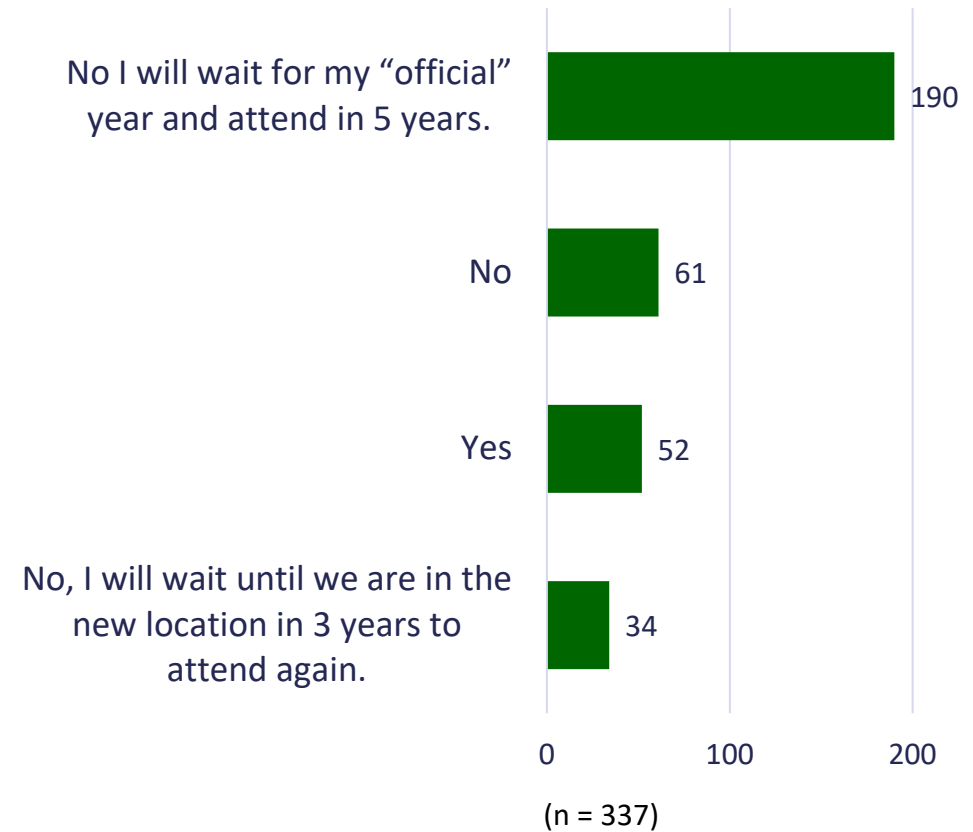 No I will wait for my “official”
year and attend in 5 years.
190
No
61
Yes
52
No, I will wait until we are in the
new location in 3 years to
attend again.
34
0
100
200
(n = 337)